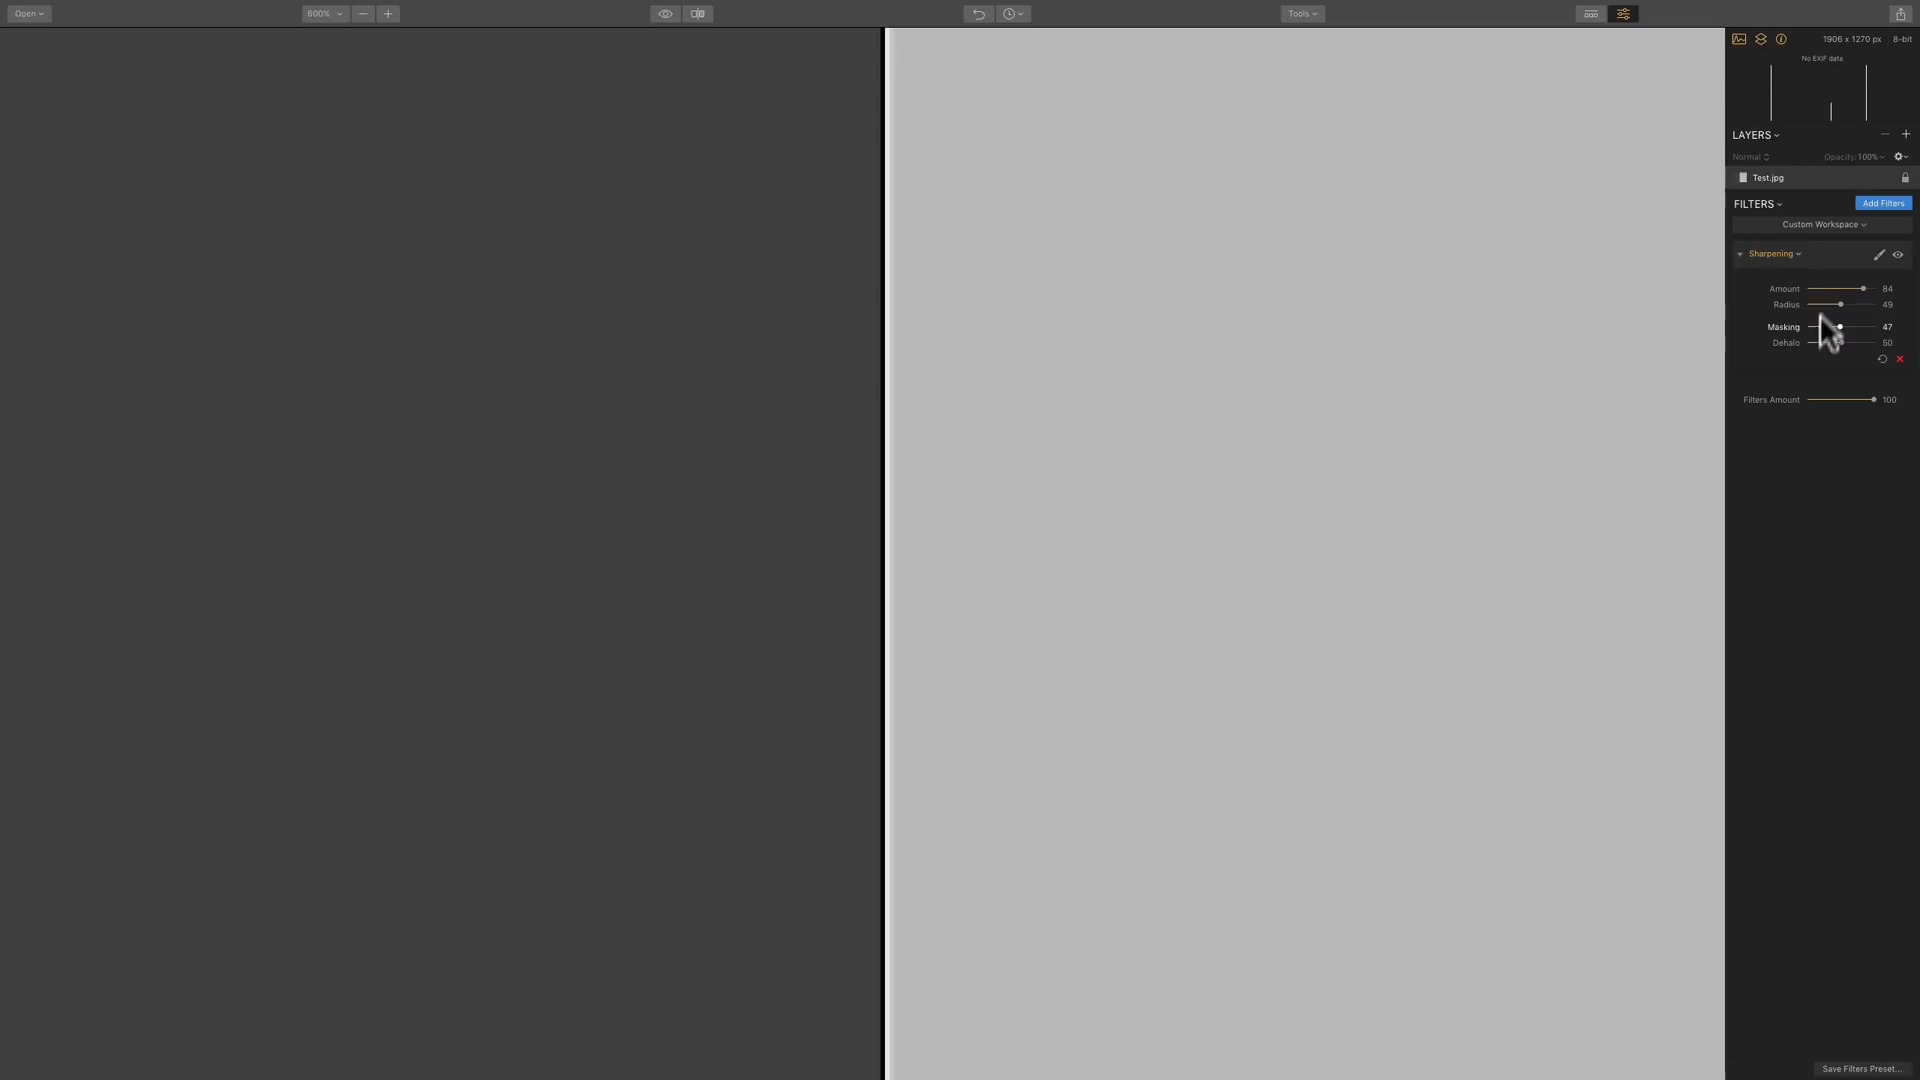 Open
600%
Tools
1906 x 1270 px 8-bit
No EXIF data
LAYERS
Normal Opacity: 100%
Test.jpg
FILTERS Add Filters
Custom Workspace
Sharpening
Amount 84
Radius 49
Masking 47
Dehalo 50
Filters Amount 100
Save Filters Preset...